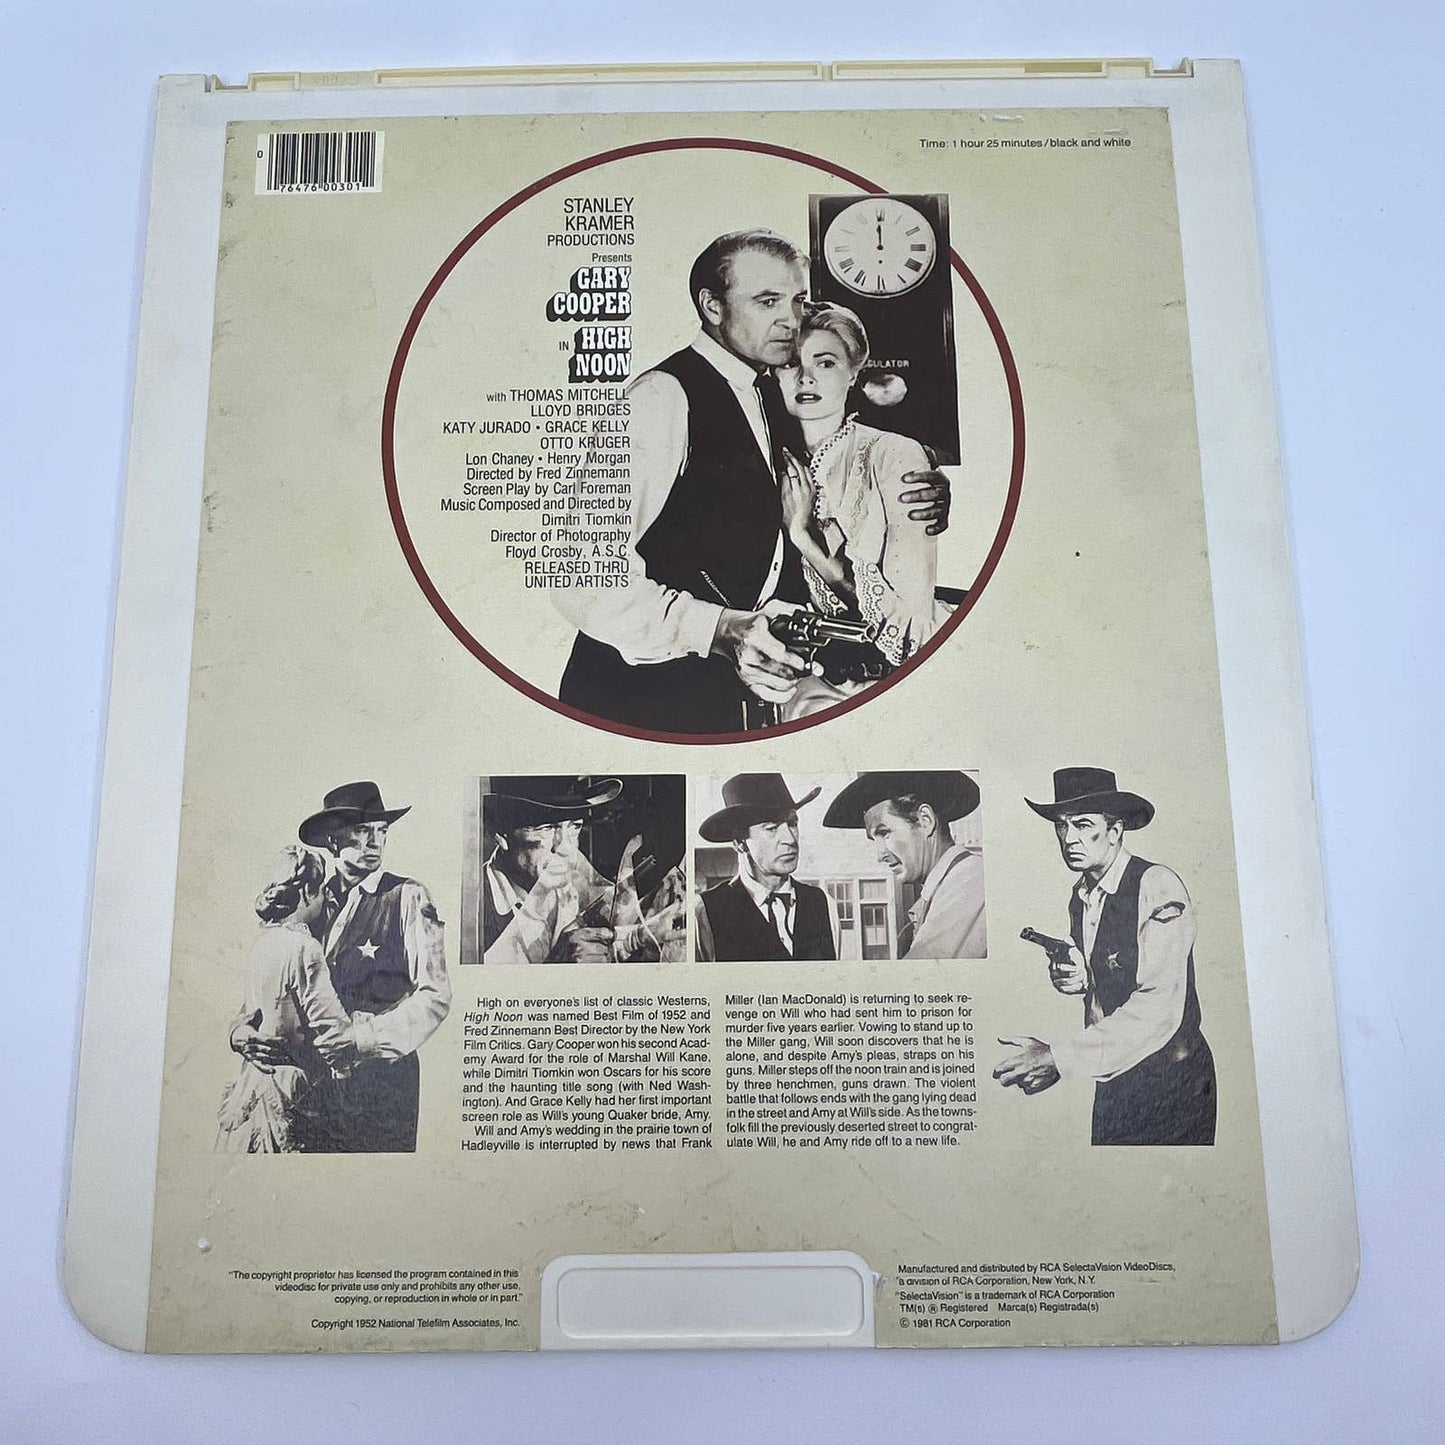 0
76476 00301
Time: 1 hour 25 minutes/black and white
STANLEY
KRAMER
PRODUCTIONS
Presents
GARY
COOPER
IN HIGH
NOON
with THOMAS MITCHELL
LLOYD BRIDGES
KATY JURADO • GRACE KELLY
OTTO KRUGER
Lon Chaney • Henry Morgan
Directed by Fred Zinnemann
Screen Play by Carl Foreman
Music Composed and Directed by
Dimitri Tiomkin
Director of Photography
Floyd Crosby, A.S.C.
RELEASED THRU
UNITED ARTISTS
GULATOR
High on everyone's list of classic Westerns,
High Noon was named Best Film of 1952 and
Fred Zinnemann Best Director by the New York
Film Critics. Gary Cooper won his second Acad-
emy Award for the role of Marshal Will Kane,
while Dimitri Tiomkin won Oscars for his score
and the haunting title song (with Ned Wash-
ington). And Grace Kelly had her first important
screen role as Will's young Quaker bride, Amy.
Will and Amy's wedding in the prairie town of
Hadleyville is interrupted by news that Frank
Miller (Ian MacDonald) is returning to seek re-
venge on Will who had sent him to prison for
murder five years earlier. Vowing to stand up to
the Miller gang, Will soon discovers that he is
alone, and despite Amy's pleas, straps on his
guns. Miller steps off the noon train and is joined
by three henchmen, guns drawn. The violent
battle that follows ends with the gang lying dead
in the street and Amy at Will's side. As the towns-
folk fill the previously deserted street to congrat-
ulate Will, he and Amy ride off to a new life.
"The copyright proprietor has licensed the program contained in this
videodisc for private use only and prohibits any other use,
copying, or reproduction in whole or in part."
Copyright 1952 National Telefilm Associates, Inc.
Manufactured and distributed by RCA SelectaVision VideoDiscs,
a division of RCA Corporation, New York, N.Y.
"SelectaVision" is a trademark of RCA Corporation
TM(s) ® Registered Marca(s) Registrada(s)
© 1981 RCA Corporation